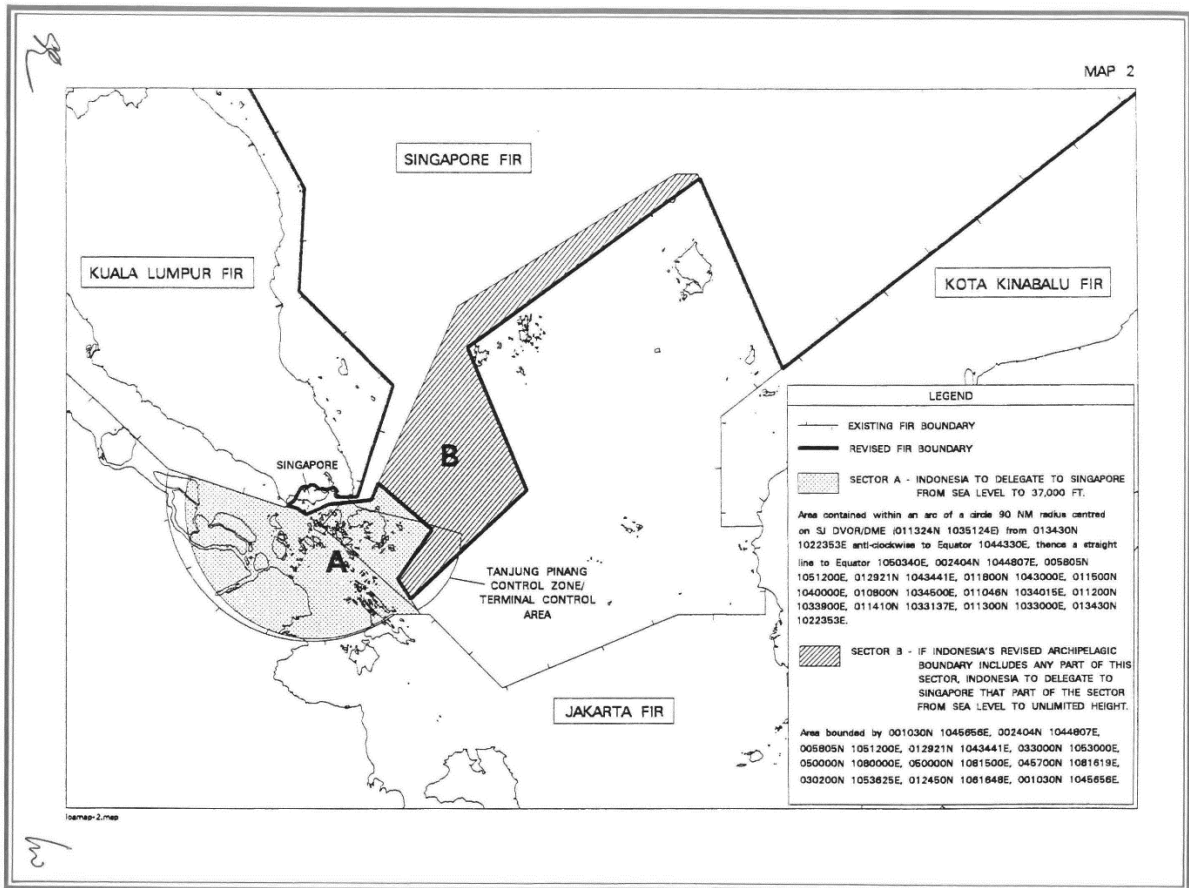 MAP 2
SINGAPORE FIR
KUALA LUMPUR FIR
KOTA KINABALU FIR
B
SINGAPORE
A
TANJUNG PINANG
CONTROL ZONE/
TERMINAL CONTROL
AREA
JAKARTA FIR
LEGEND
EXISTING FIR BOUNDARY
REVISED FIR BOUNDARY
SECTOR A - INDONESIA TO DELEGATE TO SINGAPORE
FROM SEA LEVEL TO 37,000 FT.
Area contained within an arc of a circle 90 NM radius centred
on SJ DVOR/DME (011324N 1035124E) from 013430N
1022353E anti-clockwise to Equator 1044330E, thence a straight
line to Equator 1050340E, 002404N 1044807E, 005805N
1051200E, 012921N 1043441E, 011800N 1043000E, 011500N
1040000E, 010800N 1034500E, 011046N 1034015E, 011200N
1033900E, 011410N 1033137E, 011300N 1033000E, 013430N
1022353E.
SECTOR B - IF INDONESIA'S REVISED ARCHIPELAGIC
BOUNDARY INCLUDES ANY PART OF THIS
SECTOR, INDONESIA TO DELEGATE TO
SINGAPORE THAT PART OF THE SECTOR
FROM SEA LEVEL TO UNLIMITED HEIGHT.
Area bounded by 001030N 1045656E, 002404N 1044807E,
005805N 1051200E, 012921N 1043441E, 033000N 1053000E,
050000N 1080000E, 050000N 1081500E, 045700N 1081619E,
030200N 1053625E, 012450N 1061648E, 001030N 1045656E.
loamap-2.map